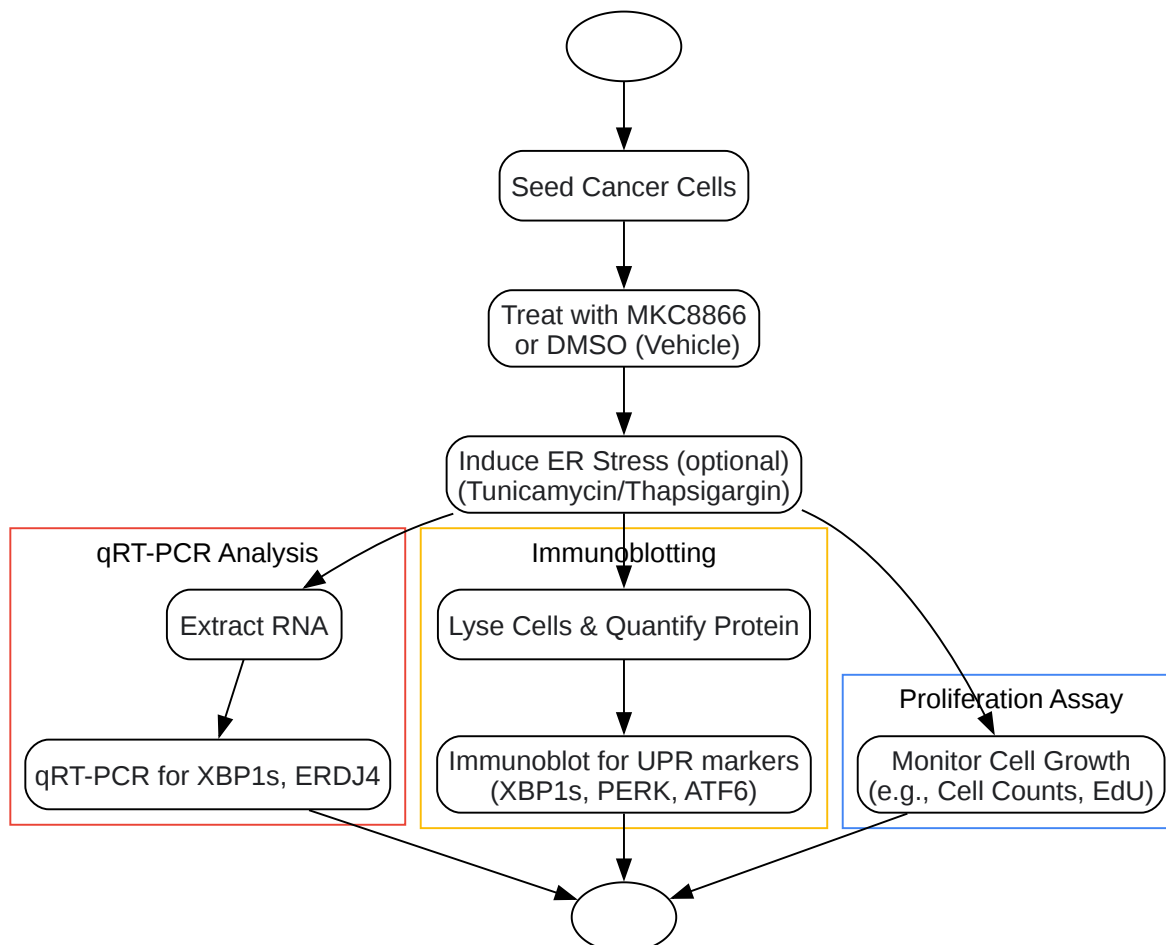 Seed Cancer Cells
Treat with MKC8866
or DMSO (Vehicle)
Induce ER Stress (optional)
(Tunicamycin/Thapsigargin)
qRT-PCR Analysis
Extract RNA
qRT-PCR for XBP1s, ERDJ4
Immunoblotting
Lyse Cells & Quantify Protein
Immunoblot for UPR markers
(XBP1s, PERK, ATF6)
Proliferation Assay
Monitor Cell Growth
(e.g., Cell Counts, EdU)